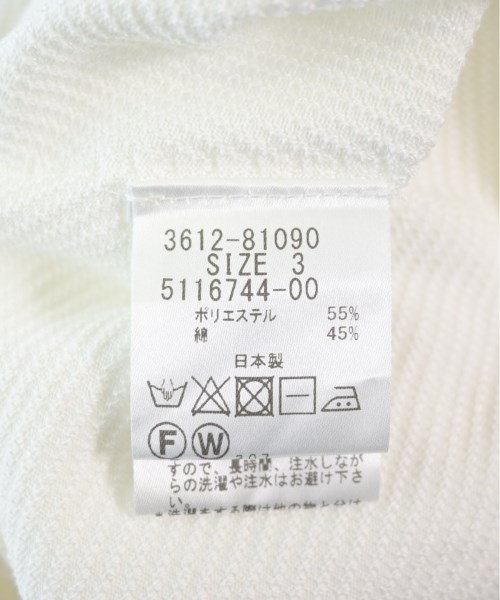 3612-81090
SIZE 3
5116744-00
ポリエステル 55%
綿 45%
日本製
F W
すので、長時間、注水しなが
らの洗濯や注水はお避け下さ
い。